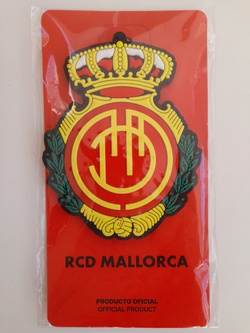 RCD MALLORCA
PRODUCTO OFICIAL
OFFICIAL PRODUCT